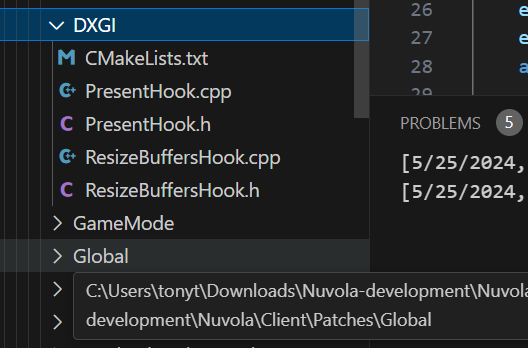 DXGI
CMakeLists.txt
PresentHook.cpp
PresentHook.h
ResizeBuffersHook.cpp
ResizeBuffersHook.h
GameMode
Global
C:\Users\tonyt\Downloads\Nuvola-development\Nuvola
development\Nuvola\Client\Patches\Global
26
27
28
29
e
e
a
PROBLEMS 5
[5/25/2024,
[5/25/2024,